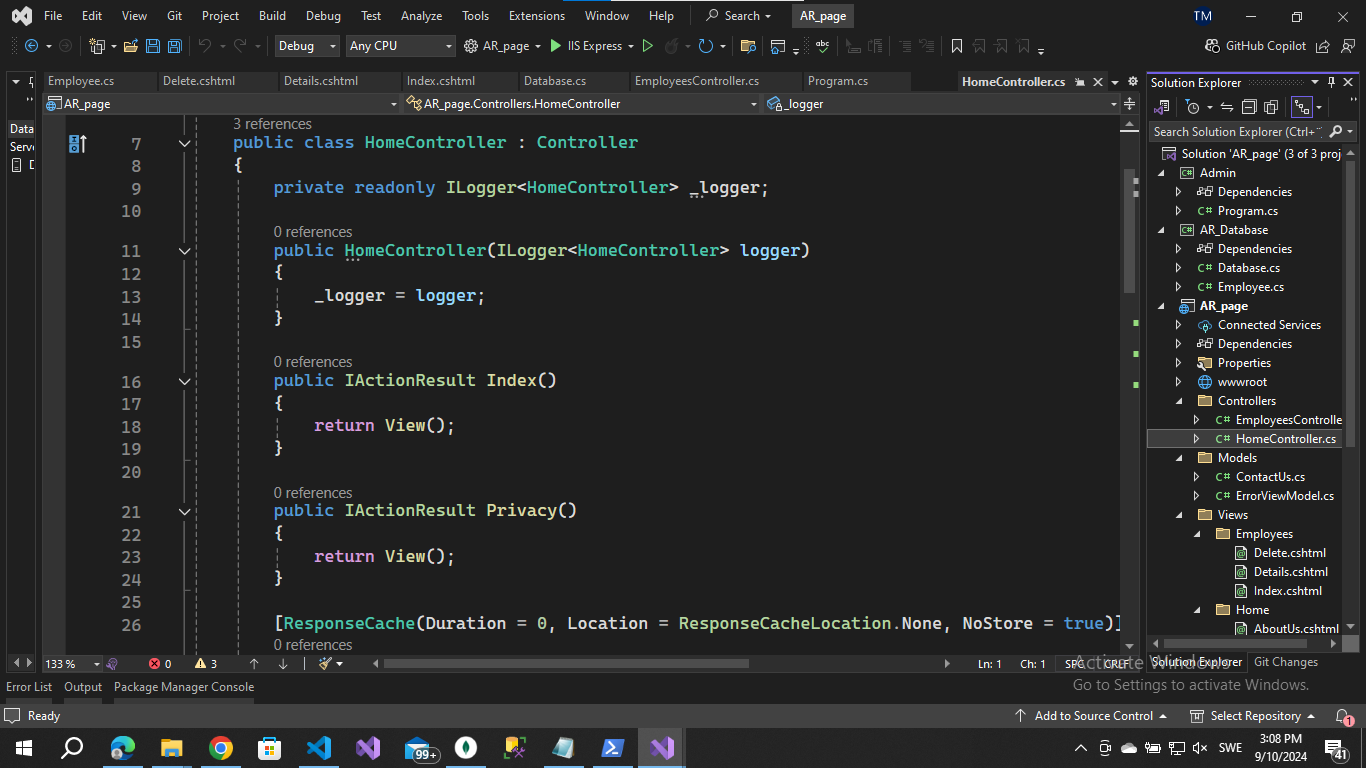 File Edit View Git Project Build Debug Test Analyze Tools Extensions Window Help Search AR_page TM
Debug Any CPU AR_page IIS Express abc GitHub Copilot
Employee.cs Delete.cshtml Details.cshtml Index.cshtml Database.cs EmployeesController.cs Program.cs HomeController.cs
AR_page AR_page.Controllers.HomeController _logger
3 references
7 public class HomeController : Controller
8 {
9 private readonly ILogger<HomeController> _logger;
10
0 references
11 public HomeController(ILogger<HomeController> logger)
12 {
13 _logger = logger;
14 }
15
0 references
16 public IActionResult Index()
17 {
18 return View();
19 }
20
0 references
21 public IActionResult Privacy()
22 {
23 return View();
24 }
25
26 [ResponseCache(Duration = 0, Location = ResponseCacheLocation.None, NoStore = true)]
0 references
Data
Serv
D
133 % 0 3 Ln: 1 Ch: 1 SPC CRLF
Solution Explorer
Search Solution Explorer (Ctrl+
Solution 'AR_page' (3 of 3 proj
Admin
Dependencies
C# Program.cs
AR_Database
Dependencies
C# Database.cs
C# Employee.cs
AR_page
Connected Services
Dependencies
Properties
wwwroot
Controllers
C# EmployeesControlle
C# HomeController.cs
Models
C# ContactUs.cs
C# ErrorViewModel.cs
Views
Employees
Delete.cshtml
Details.cshtml
Index.cshtml
Home
AboutUs.cshtml
Solution Explorer Git Changes
Activate Windows
Go to Settings to activate Windows.
Error List Output Package Manager Console
Ready Add to Source Control Select Repository 1
99+ SWE 3:08 PM
9/10/2024 41